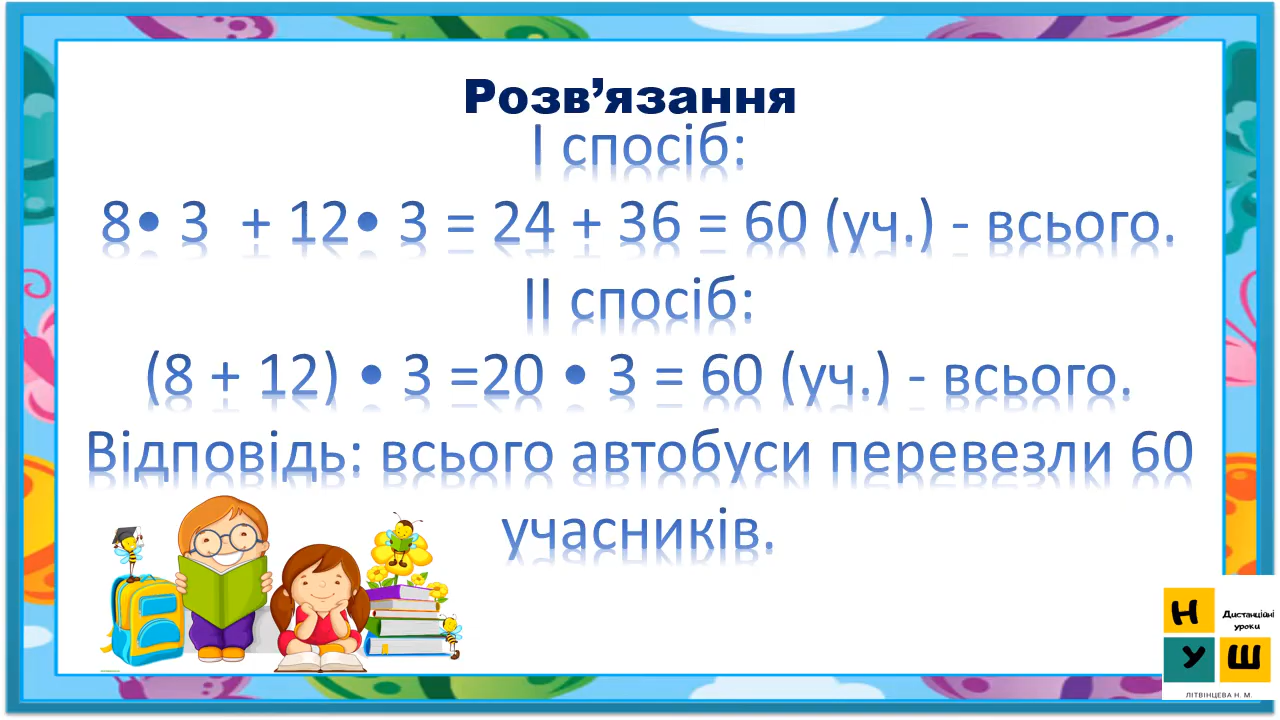 Розв’язання
І спосіб:
8• 3 + 12• 3 = 24 + 36 = 60 (уч.) - всього.
ІІ спосіб:
(8 + 12) • 3 =20 • 3 = 60 (уч.) - всього.
Відповідь: всього автобуси перевезли 60
учасників.
Н
Дистанційні
уроки
У Ш
ЛІТВІНЦЕВА Н. М.